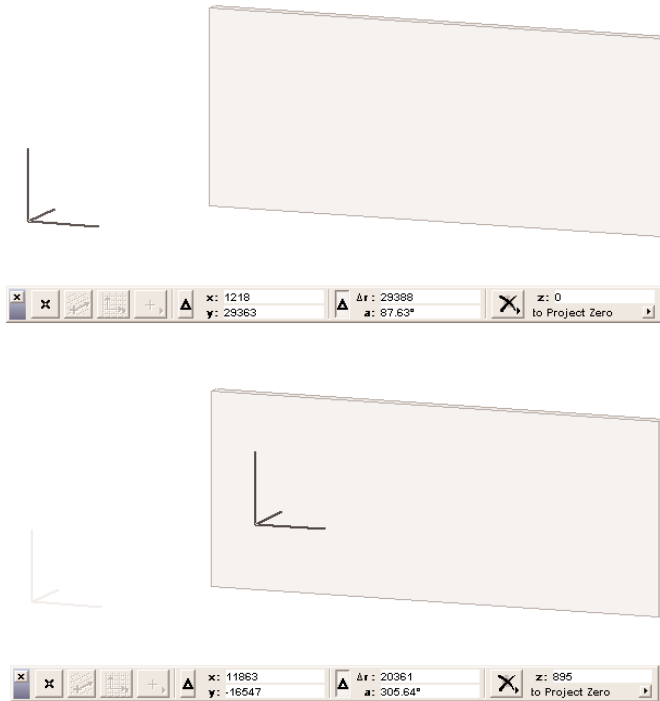 x: 1218 Δr: 29388 z: 0
y: 29363 a: 87.63° to Project Zero
x: 11863 Δr: 20361 z: 895
y: -16547 a: 305.64° to Project Zero